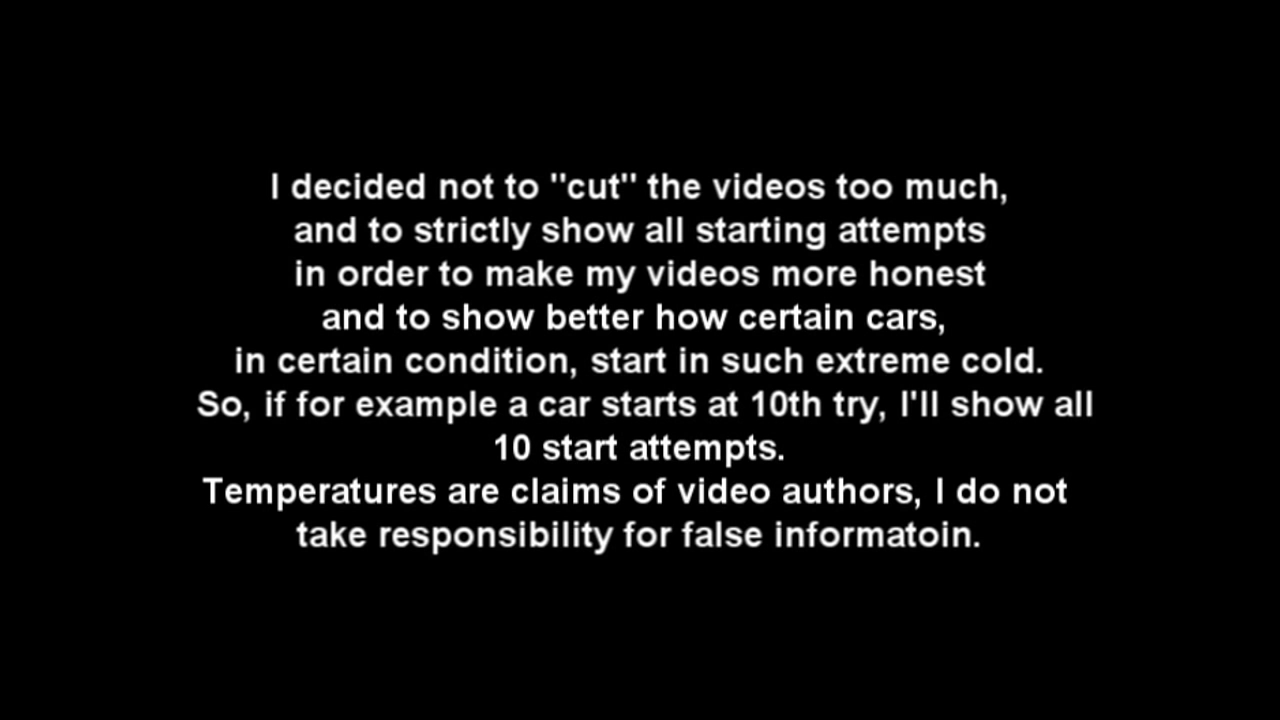 I decided not to "cut" the videos too much,
and to strictly show all starting attempts
in order to make my videos more honest
and to show better how certain cars,
in certain condition, start in such extreme cold.
So, if for example a car starts at 10th try, I'll show all
10 start attempts.
Temperatures are claims of video authors, I do not
take responsibility for false informatoin.